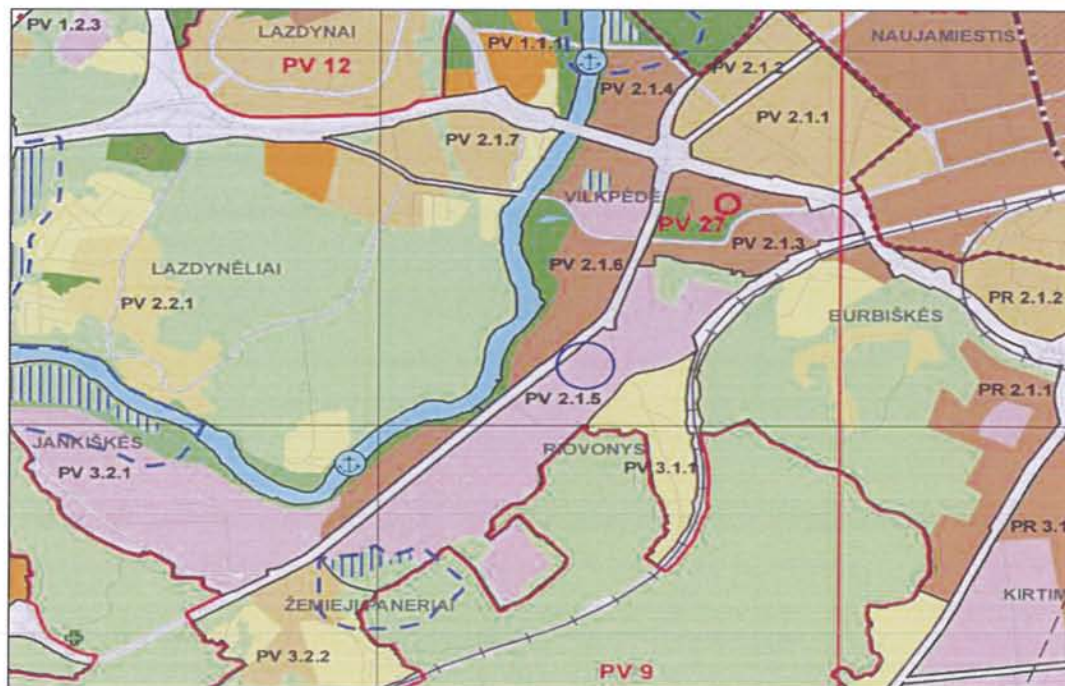 PV 1.2.3
LAZDYNAI
PV 12
PV 1.1.1
PV 2.1.4
PV 2.1.2
NAUJAMIESTIS
PV 2.1.1
PV 2.1.7
VILKPĖDĖ
PV 27
PV 2.1.3
PV 2.1.6
LAZDYNĖLIAI
PV 2.2.1
BURBIŠKĖS
PR 2.1.2
PV 2.1.5
PR 2.1.1
JANKIŠKĖS
PV 3.2.1
RIOVONYS
PV 3.1.1
PR 3.1
KIRTIM
ŽEMIEJI PANERIAI
PV 3.2.2
PV 9